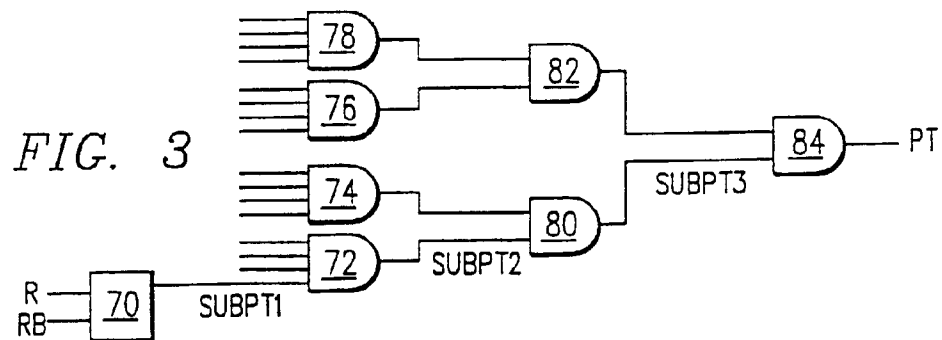 78
82
76
FIG. 3
84
PT
SUBPT3
74
80
72
SUBPT2
R
70
SUBPT1
RB